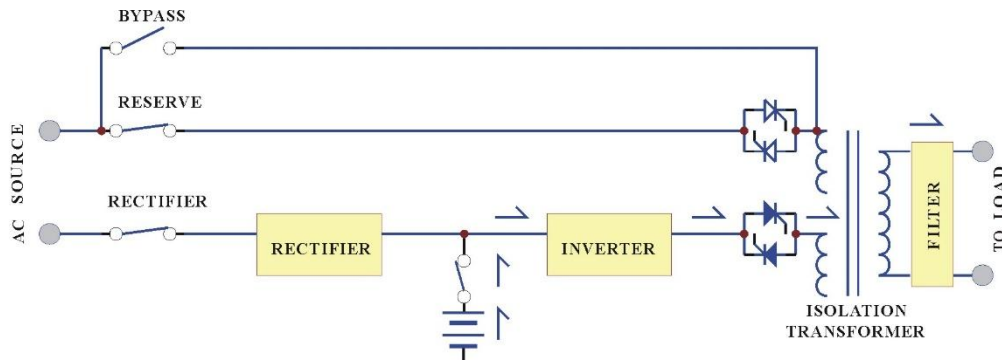 BYPASS
RESERVE
AC SOURCE
RECTIFIER
RECTIFIER
INVERTER
FILTER
TO LOAD
ISOLATION
TRANSFORMER